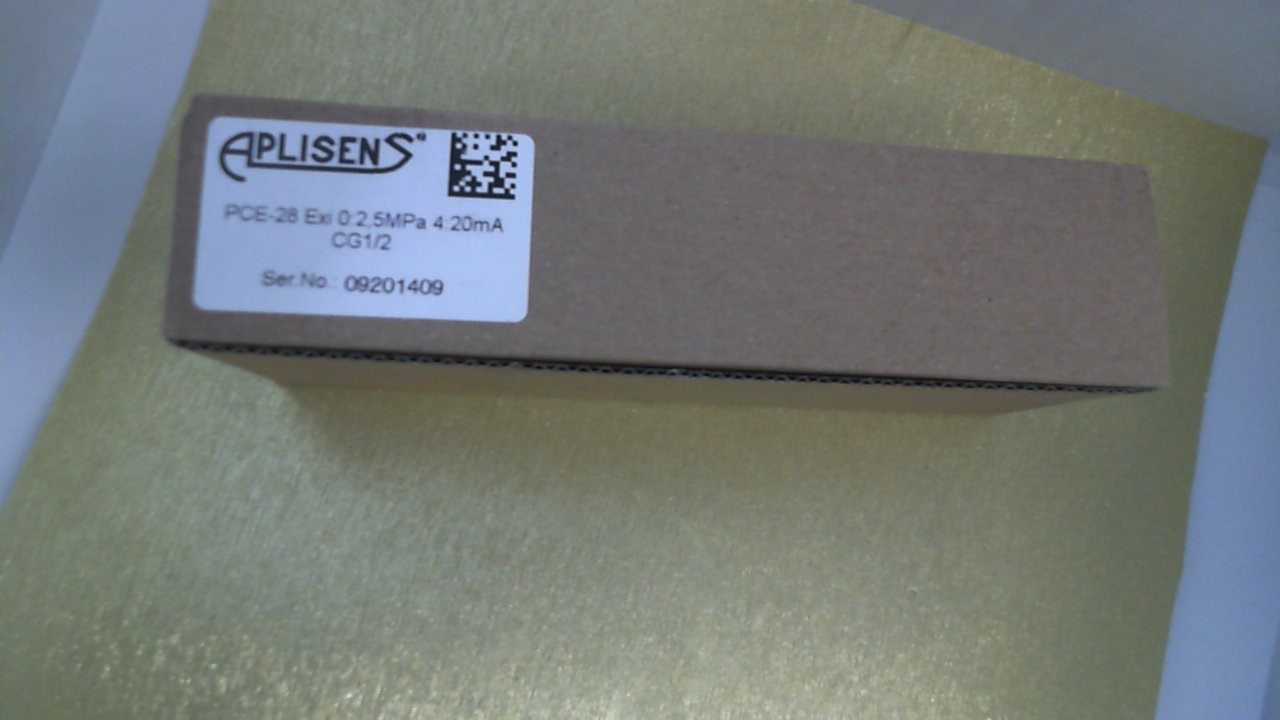 APLISENS®
PCE-28 Exi 0:2,5MPa 4:20mA
CG1/2
Ser.No.: 09201409